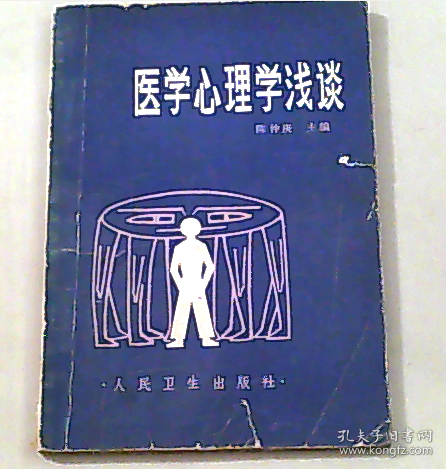 医学心理学浅谈
陈仲庚 主编
·人民卫生出版社·
孔夫子旧书网
www.kongfz.com